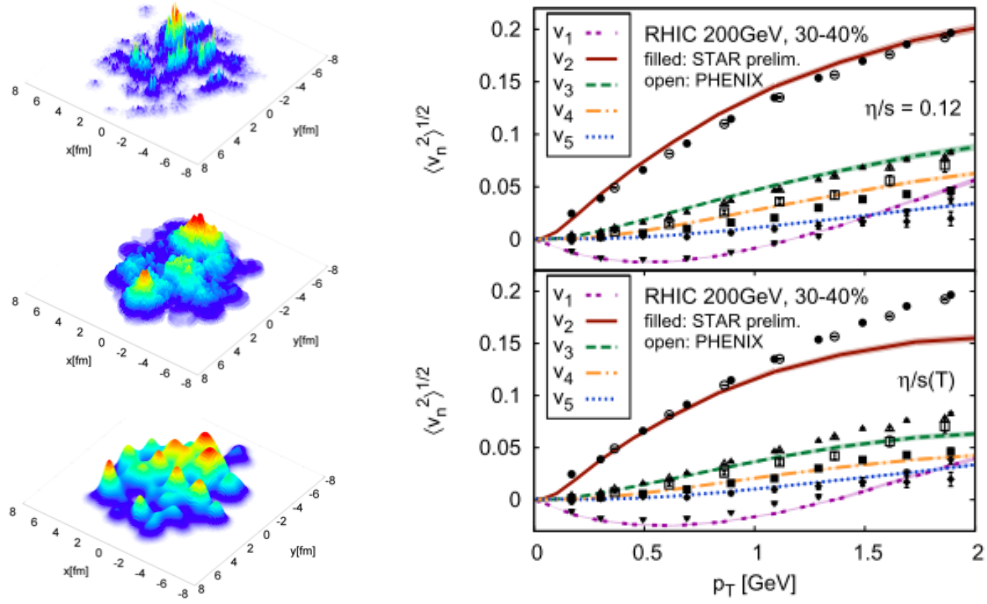 8
6
4
2
0
-2
-4
-6
-8
x[fm]
8
6
4
2
0
-2
-4
-6
-8
y[fm]
8
6
4
2
0
-2
-4
-6
-8
x[fm]
8
6
4
2
0
-2
-4
-6
-8
y[fm]
8
6
4
2
0
-2
-4
-6
-8
x[fm]
8
6
4
2
0
-2
-4
-6
-8
y[fm]
⟨v_n²⟩^{1/2}
0.2
0.15
0.1
0.05
0
v₁
v₂
v₃
v₄
v₅
RHIC 200GeV, 30-40%
filled: STAR prelim.
open: PHENIX
η/s = 0.12
⟨v_n²⟩^{1/2}
0.2
0.15
0.1
0.05
0
v₁
v₂
v₃
v₄
v₅
RHIC 200GeV, 30-40%
filled: STAR prelim.
open: PHENIX
η/s(T)
0
0.5
1
1.5
2
p_T [GeV]